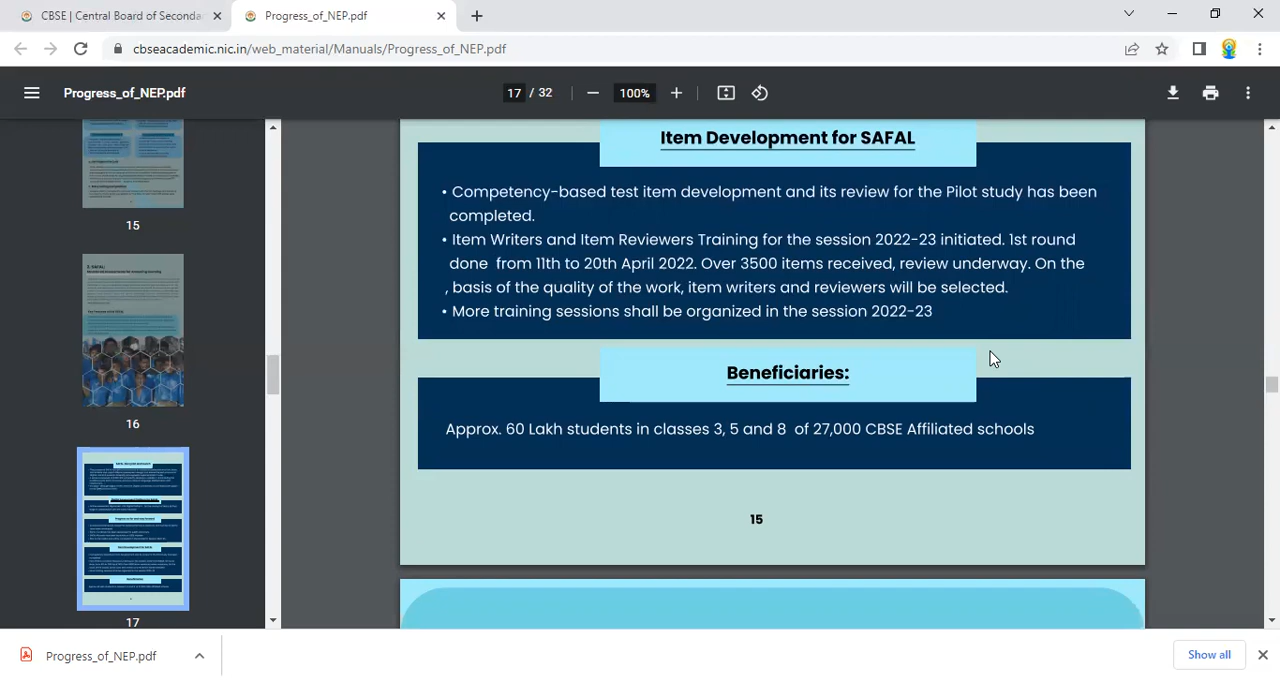 CBSE | Central Board of Seconda
Progress_of_NEP.pdf
cbseacademic.nic.in/web_material/Manuals/Progress_of_NEP.pdf
Progress_of_NEP.pdf
17 / 32
100%
15
16
17
Item Development for SAFAL
• Competency-based test item development and its review for the Pilot study has been
completed.
• Item Writers and Item Reviewers Training for the session 2022-23 initiated. 1st round
done from 11th to 20th April 2022. Over 3500 items received, review underway. On the
, basis of the quality of the work, item writers and reviewers will be selected.
• More training sessions shall be organized in the session 2022-23
Beneficiaries:
Approx. 60 Lakh students in classes 3, 5 and 8 of 27,000 CBSE Affiliated schools
15
Progress_of_NEP.pdf
Show all